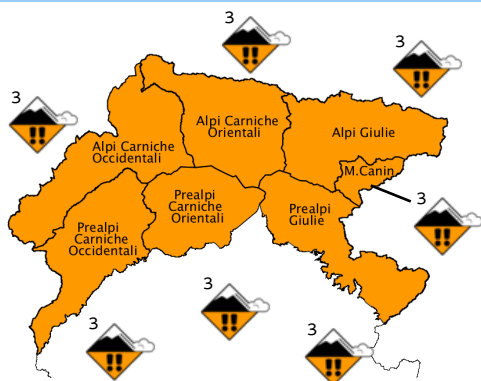 3
3
3
Alpi Carniche
Orientali
Alpi Giulie
Alpi Carniche
Occidentali
M.Canin
3
Prealpi
Carniche
Orientali
Prealpi
Giulie
Prealpi
Carniche
Occidentali
3
3
3
!!
!!
!!
!!
!!
!!
!!